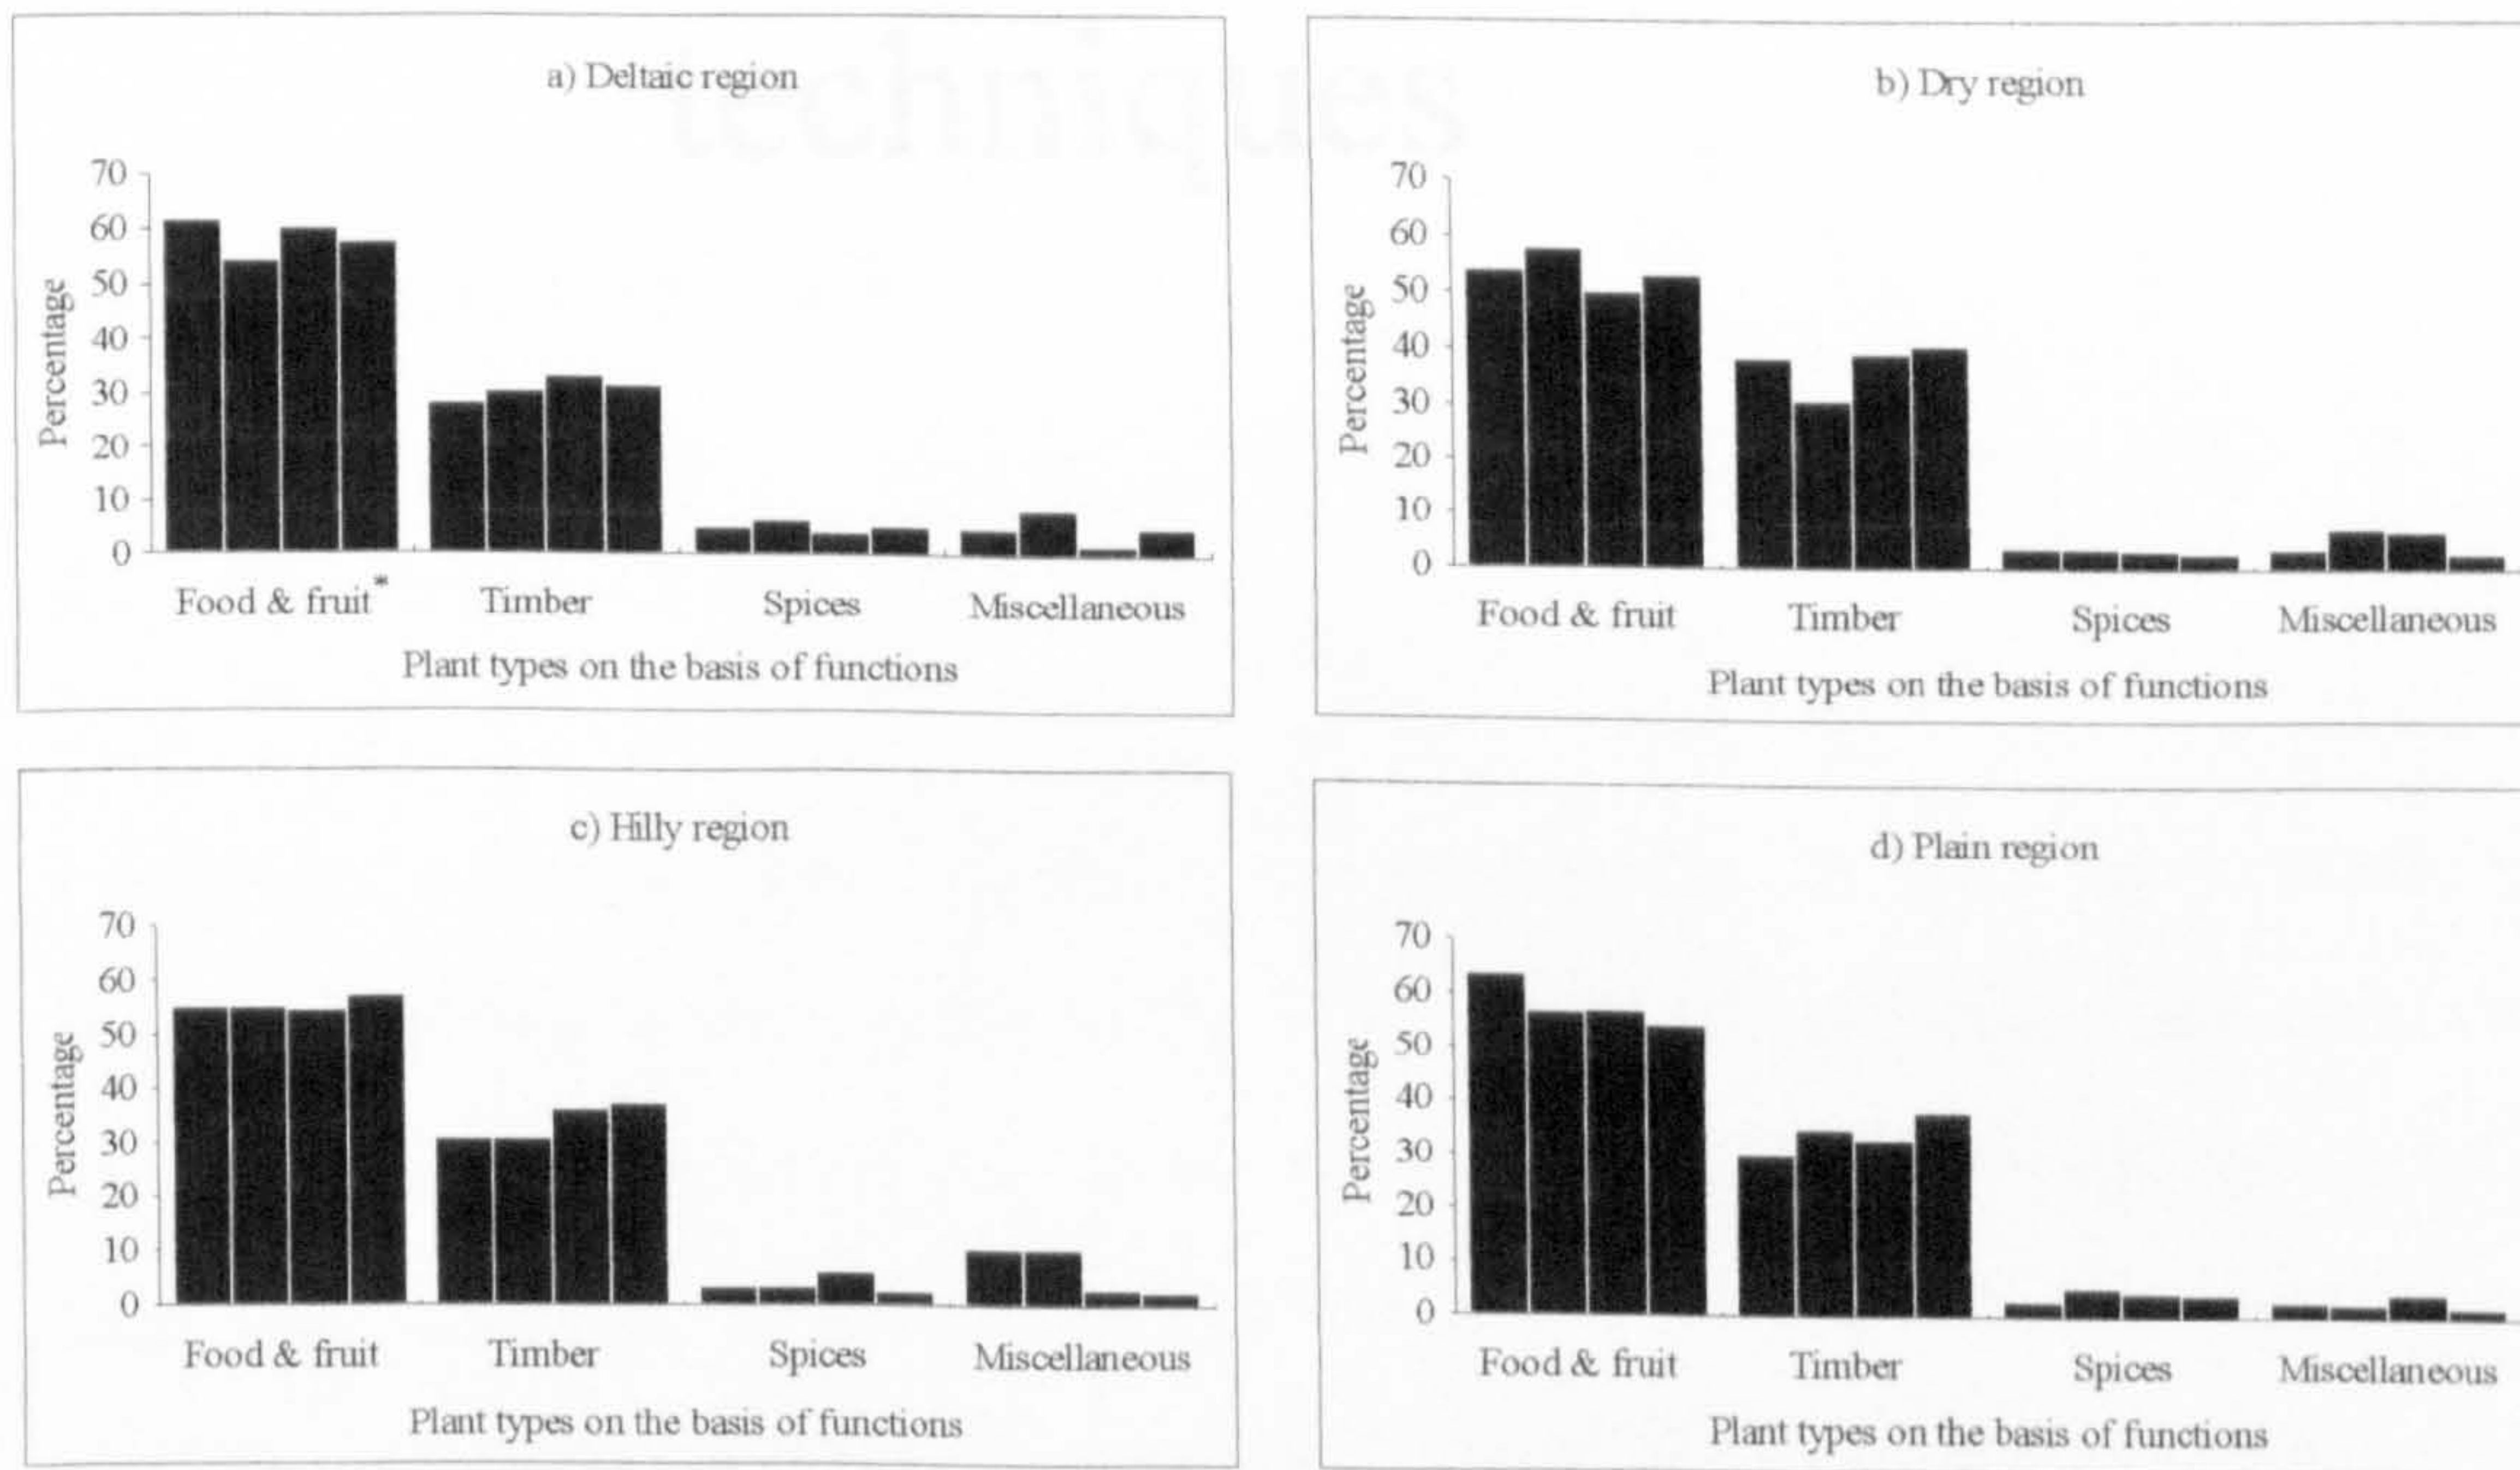 techniques
a) Deltaic region
70
60
50
40
30
20
10
0
Percentage
Food & fruit* Timber Spices Miscellaneous
Plant types on the basis of functions
b) Dry region
70
60
50
40
30
20
10
0
Percentage
Food & fruit Timber Spices Miscellaneous
Plant types on the basis of functions
c) Hilly region
70
60
50
40
30
20
10
0
Percentage
Food & fruit Timber Spices Miscellaneous
Plant types on the basis of functions
d) Plain region
70
60
50
40
30
20
10
0
Percentage
Food & fruit Timber Spices Miscellaneous
Plant types on the basis of functions